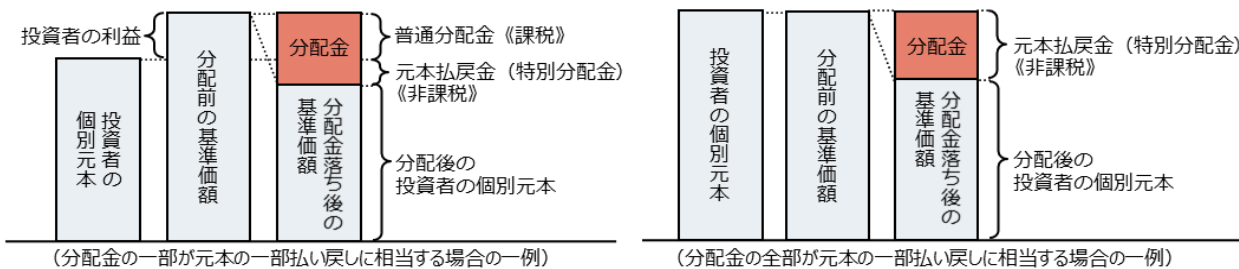 投資者の利益
投資者の
個別元本
分配前の基準価額
分配金
分配金落ち後の
基準価額
普通分配金《課税》
元本払戻金（特別分配金）
《非課税》
分配後の
投資者の個別元本
（分配金の一部が元本の一部払い戻しに相当する場合の一例）
投資者の個別元本
分配前の基準価額
分配金
分配金落ち後の
基準価額
元本払戻金（特別分配金）
《非課税》
分配後の
投資者の個別元本
（分配金の全部が元本の一部払い戻しに相当する場合の一例）